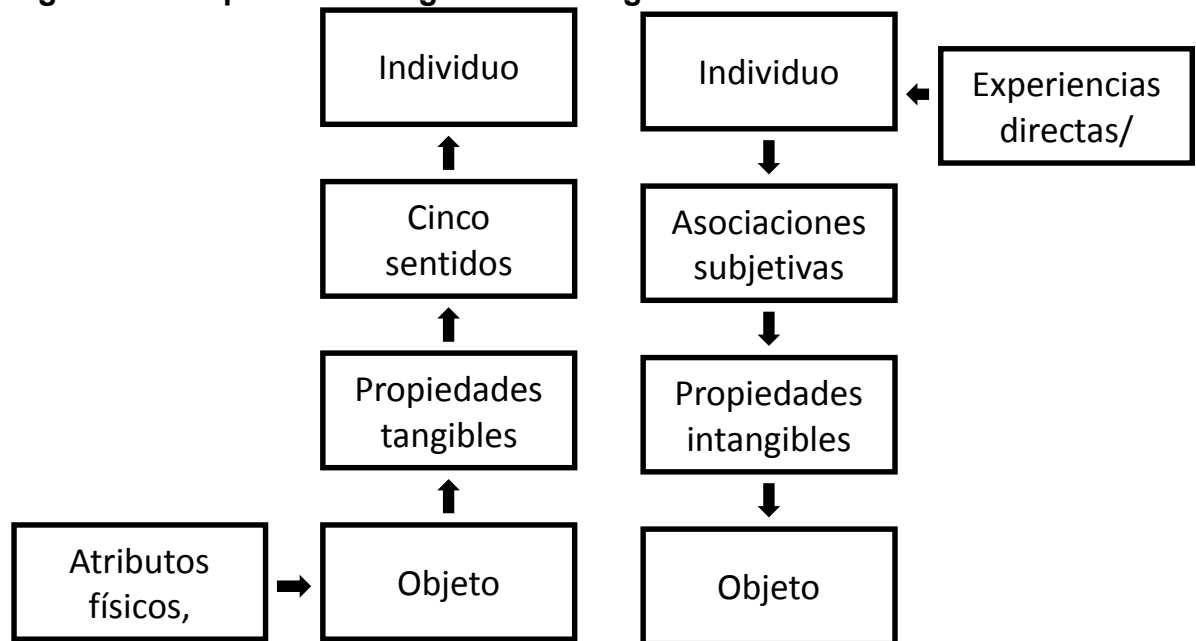 Individuo
Cinco
sentidos
Propiedades
tangibles
Atributos
físicos,
Objeto
Individuo
Experiencias
directas/
Asociaciones
subjetivas
Propiedades
intangibles
Objeto